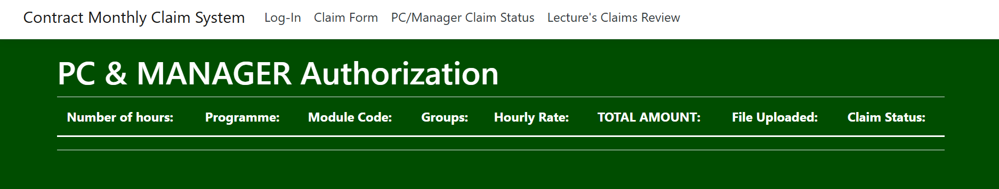 Contract Monthly Claim System Log-In Claim Form PC/Manager Claim Status Lecture's Claims Review
PC & MANAGER Authorization
Number of hours: Programme: Module Code: Groups: Hourly Rate: TOTAL AMOUNT: File Uploaded: Claim Status: